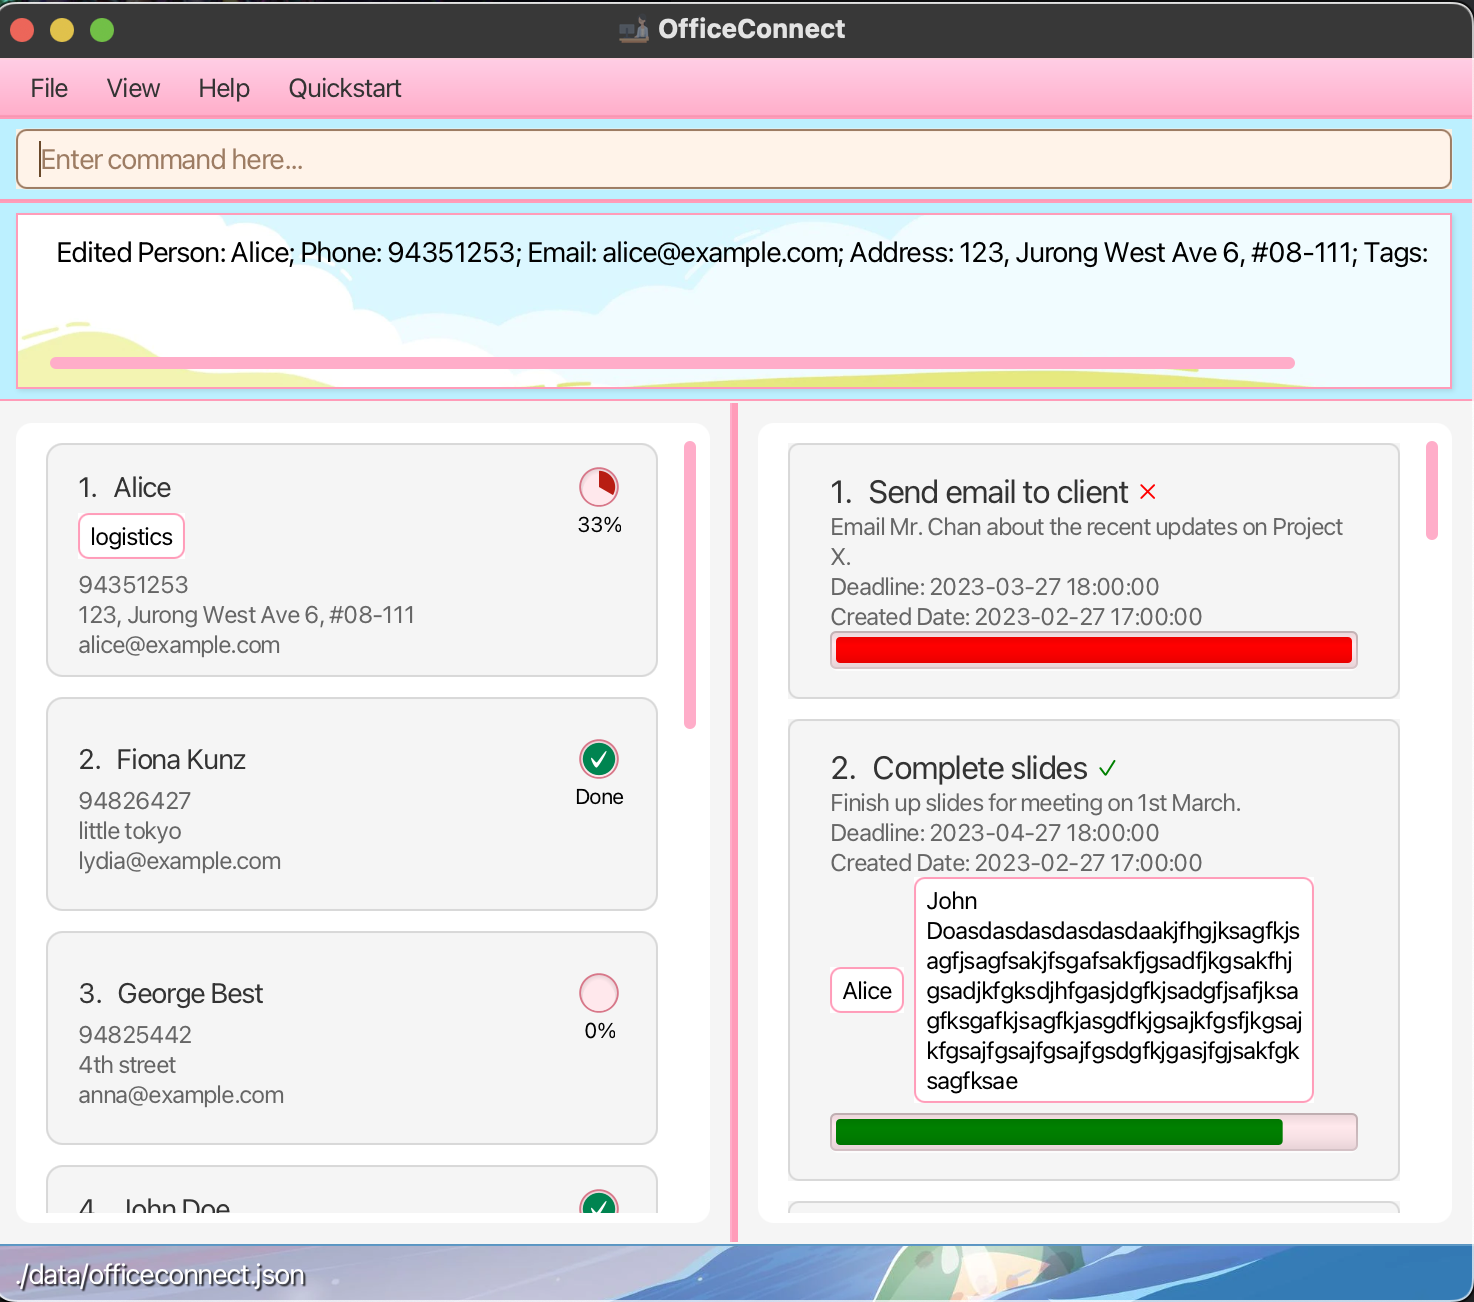 OfficeConnect
File View Help Quickstart
Enter command here...
Edited Person: Alice; Phone: 94351253; Email: alice@example.com; Address: 123, Jurong West Ave 6, #08-111; Tags:
1. Alice
33%
logistics
94351253
123, Jurong West Ave 6, #08-111
alice@example.com
2. Fiona Kunz
Done
94826427
little tokyo
lydia@example.com
3. George Best
0%
94825442
4th street
anna@example.com
4. John Doe
1. Send email to client
Email Mr. Chan about the recent updates on Project
X.
Deadline: 2023-03-27 18:00:00
Created Date: 2023-02-27 17:00:00
2. Complete slides
Finish up slides for meeting on 1st March.
Deadline: 2023-04-27 18:00:00
Created Date: 2023-02-27 17:00:00
Alice
John
Doasdasdasdasdasdaakjfhgjksagfkjs
agfjsagfsakjfsgafsakfjgsadfjkgsakfhj
gsadjkfgksdjhfgasjdgfkjsadgfjsafjksa
gfksgafkjsagfkjasgdfkjgsajkfgsfjkgsaj
kfgsajfgsajfgsajfgsdgfkjgasjfgjsakfgk
sagfksae
./data/officeconnect.json